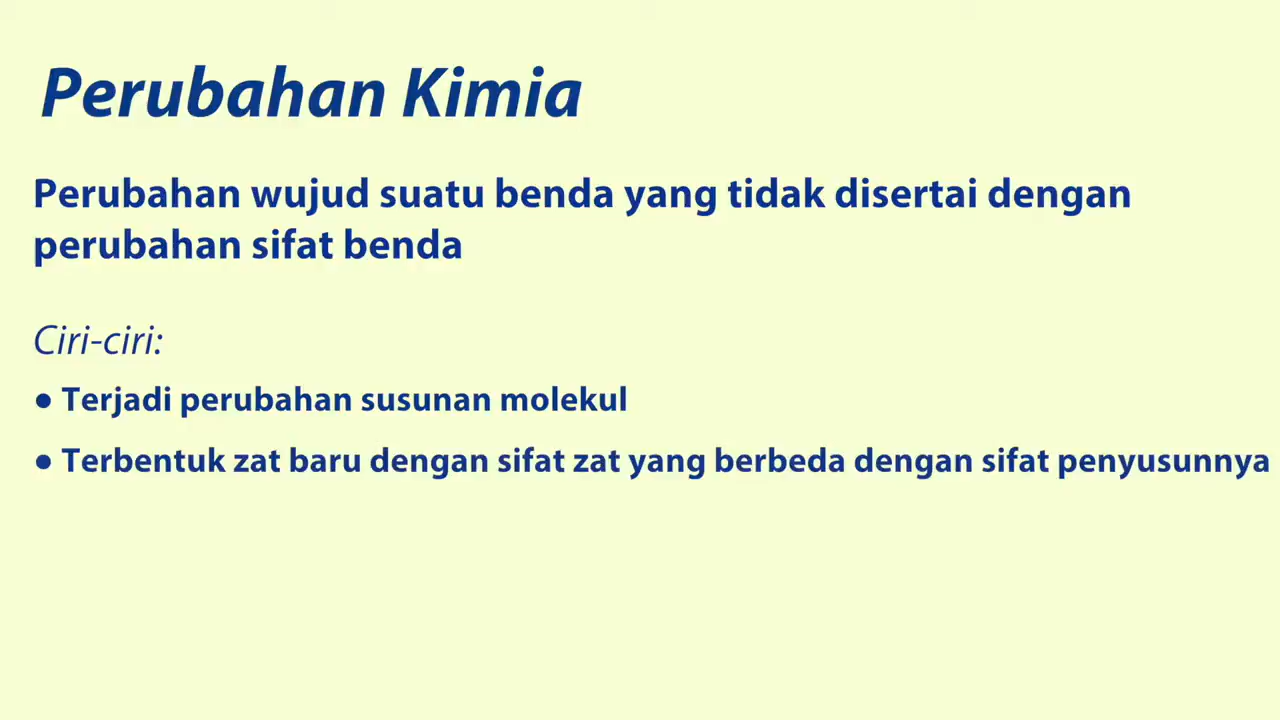 Perubahan Kimia
Perubahan wujud suatu benda yang tidak disertai dengan
perubahan sifat benda
Ciri-ciri:
● Terjadi perubahan susunan molekul
● Terbentuk zat baru dengan sifat zat yang berbeda dengan sifat penyusunnya